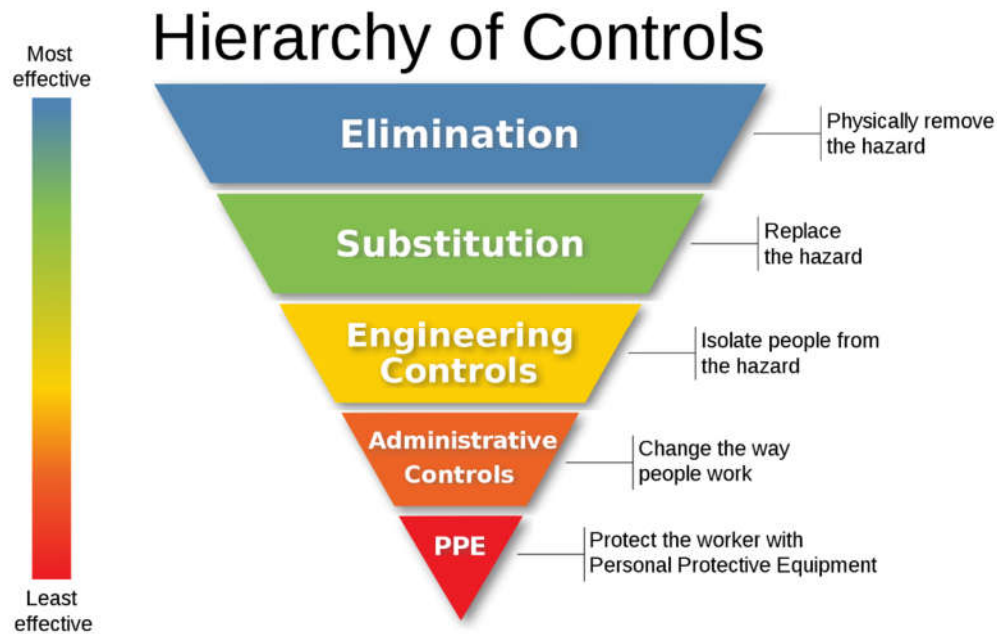 Hierarchy of Controls
Most
effective
Elimination
Physically remove
the hazard
Substitution
Replace
the hazard
Engineering
Controls
Isolate people from
the hazard
Administrative
Controls
Change the way
people work
PPE
Protect the worker with
Personal Protective Equipment
Least
effective